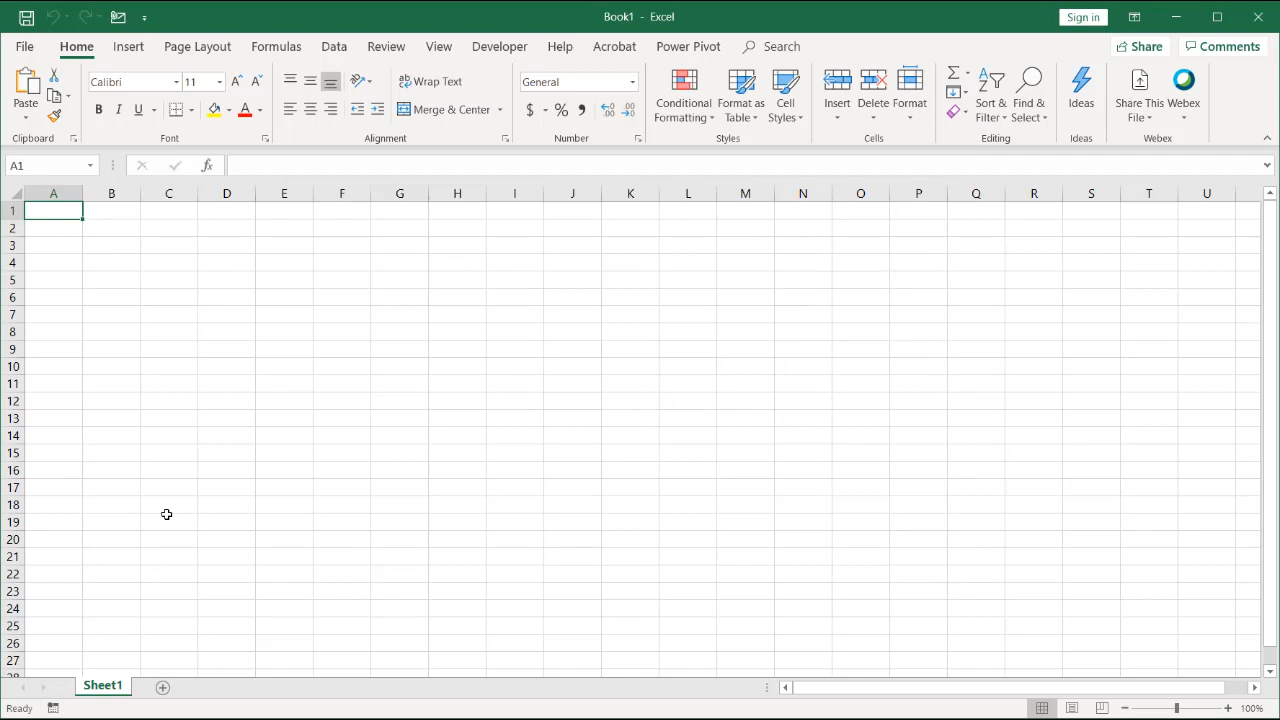 Book1 - Excel
Sign in
File Home Insert Page Layout Formulas Data Review View Developer Help Acrobat Power Pivot Search Share Comments
Paste
Calibri 11
Wrap Text
General
Merge & Center
$ % ,
Conditional Formatting
Format as Table
Cell Styles
Insert Delete Format
Sort & Filter
Find & Select
Ideas
Share This File
Webex
Clipboard Font Alignment Number Styles Cells Editing Ideas Webex
A1 fx
A B C D E F G H I J K L M N O P Q R S T U
1
2
3
4
5
6
7
8
9
10
11
12
13
14
15
16
17
18
19
20
21
22
23
24
25
26
27
28
Sheet1
Ready 100%